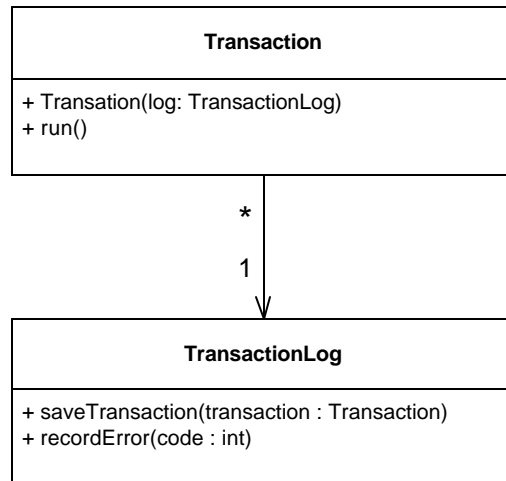 Transaction
+ Transation(log: TransactionLog)
+ run()
*
1
TransactionLog
+ saveTransaction(transaction : Transaction)
+ recordError(code : int)